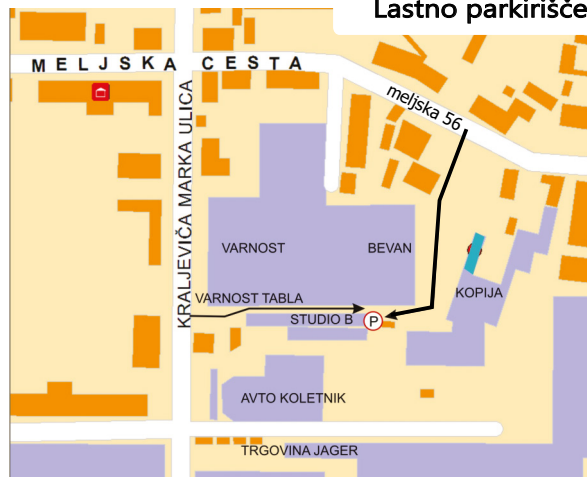 Lastno parkirišče
MELJSKA CESTA
meljska 56
KRALJEVIČA MARKA ULICA
VARNOST
BEVAN
KOPIJA
VARNOST TABLA
STUDIO B
P
AVTO KOLETNIK
TRGOVINA JAGER